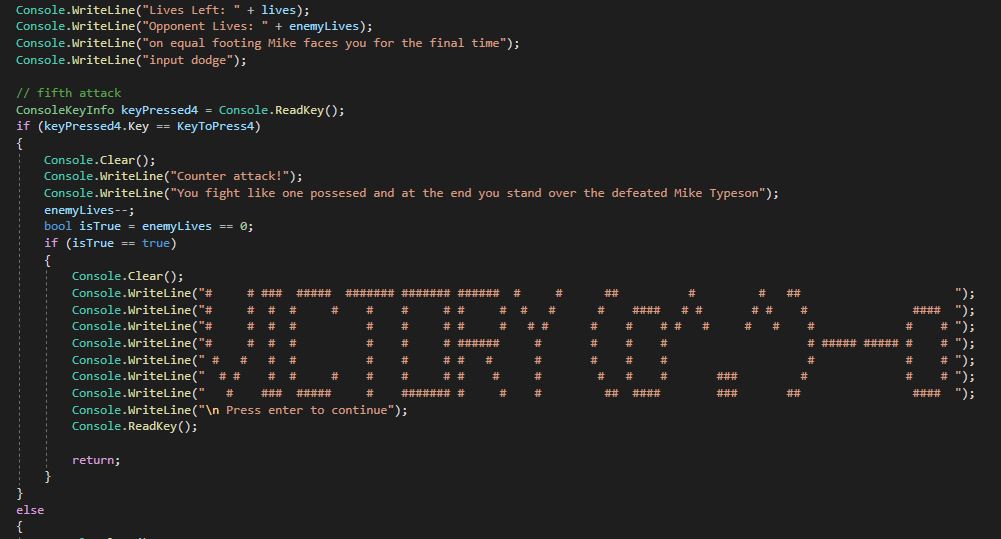 Console.WriteLine("Lives Left: " + lives);
Console.WriteLine("Opponent Lives: " + enemyLives);
Console.WriteLine("on equal footing Mike faces you for the final time");
Console.WriteLine("input dodge");
// fifth attack
ConsoleKeyInfo keyPressed4 = Console.ReadKey();
if (keyPressed4.Key == KeyToPress4)
{
Console.Clear();
Console.WriteLine("Counter attack!");
Console.WriteLine("You fight like one possesed and at the end you stand over the defeated Mike Typeson");
enemyLives--;
bool isTrue = enemyLives == 0;
if (isTrue == true)
{
Console.Clear();
Console.WriteLine("#     # ###  #####  ####### ####### ######  #     #      ##          #         #   ##                      ");
Console.WriteLine("#     #  #  #     #    #    #     # #     #  #   #      #    ####   # #       # #    #               ####  ");
Console.WriteLine("#     #  #  #          #    #     # #     #   # #      #    #    # #   #     #   #    #             #    # ");
Console.WriteLine("#     #  #  #          #    #     # ######     #       #    #    #                    # ##### ##### #    # ");
Console.WriteLine(" #   #   #  #          #    #     # #   #      #       #    #    #                    #             #    # ");
Console.WriteLine("  # #    #  #     #    #    #     # #    #     #        #   #    #       ###         #              #    # ");
Console.WriteLine("   #    ###  #####     #    ####### #     #    #         ##  ####        ###       ##                ####  ");
Console.WriteLine("\n Press enter to continue");
Console.ReadKey();
return;
}
}
else
{